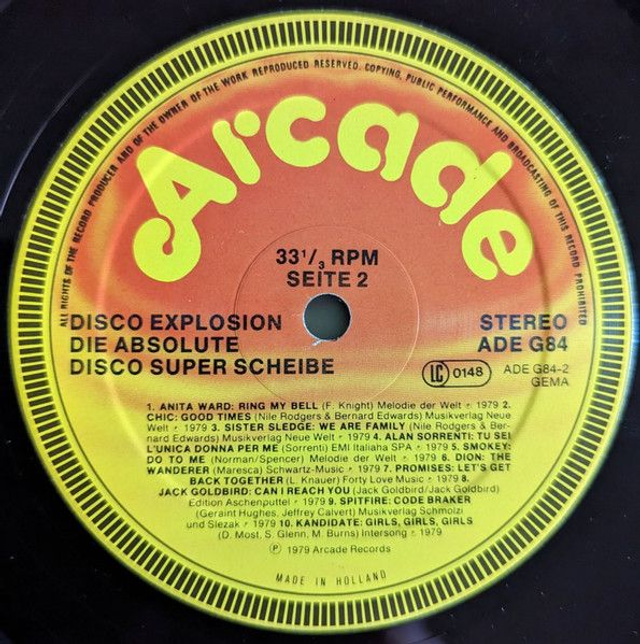 ALL RIGHTS OF THE RECORD PRODUCER AND OF THE OWNER OF THE WORK REPRODUCED RESERVED. COPYING, PUBLIC PERFORMANCE AND BROADCASTING OF THIS RECORD PROHIBITED
Arcade
33 1/3 RPM
SEITE 2
DISCO EXPLOSION
DIE ABSOLUTE
DISCO SUPER SCHEIBE
STEREO
ADE G84
LC 0148
ADE G84-2
GEMA
1. ANITA WARD: RING MY BELL (F. Knight) Melodie der Welt • 1979 2.
CHIC: GOOD TIMES (Nile Rodgers & Bernard Edwards) Musikverlag Neue
Welt • 1979 3. SISTER SLEDGE: WE ARE FAMILY (Nile Rodgers & Ber-
nard Edwards) Musikverlag Neue Welt • 1979 4. ALAN SORRENTI: TU SEI
L'UNICA DONNA PER ME (Sorrenti) EMI Italiana SPA • 1979 5. SMOKEY:
DO TO ME (Norman/Spencer) Melodie der Welt • 1979 6. DION: THE
WANDERER (Maresca) Schwartz-Music • 1979 7. PROMISES: LET'S GET
BACK TOGETHER (L. Knauer) Forty Love Music • 1979 8.
JACK GOLDBIRD: CAN I REACH YOU (Jack Goldbird/Jack Goldbird)
Edition Aschenputtel • 1979 9. SPITFIRE: CODE BRAKER
(Geraint Hughes, Jeffrey Calvert) Musikverlag Schmolzi
und Slezak • 1979 10. KANDIDATE: GIRLS, GIRLS, GIRLS
(D. Most, S. Glenn, M. Burns) Intersong • 1979
℗ 1979 Arcade Records
MADE IN HOLLAND